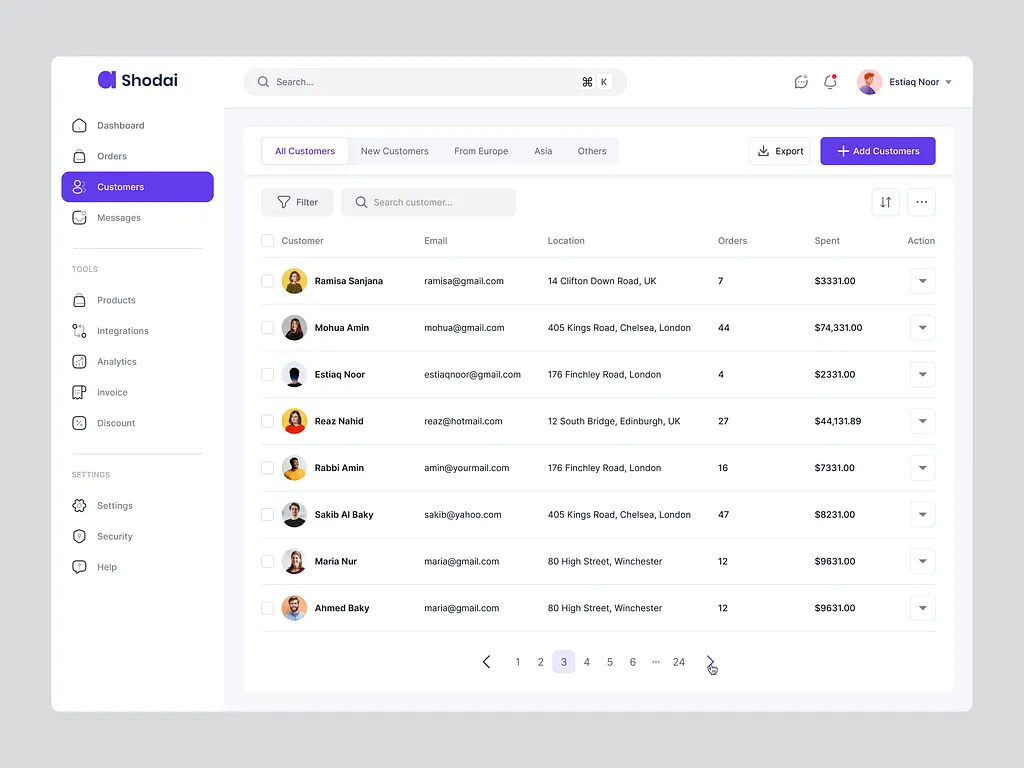 Shodai
Search... ⌘ K
Estiaq Noor
Dashboard
Orders
Customers
Messages
TOOLS
Products
Integrations
Analytics
Invoice
Discount
SETTINGS
Settings
Security
Help
All Customers New Customers From Europe Asia Others
Export
Add Customers
Filter
Search customer...
Customer Email Location Orders Spent Action
Ramisa Sanjana ramisa@gmail.com 14 Clifton Down Road, UK 7 $3331.00
Mohua Amin mohua@gmail.com 405 Kings Road, Chelsea, London 44 $74,331.00
Estiaq Noor estiaqnoor@gmail.com 176 Finchley Road, London 4 $2331.00
Reaz Nahid reaz@hotmail.com 12 South Bridge, Edinburgh, UK 27 $44,131.89
Rabbi Amin amin@yourmail.com 176 Finchley Road, London 16 $7331.00
Sakib Al Baky sakib@yahoo.com 405 Kings Road, Chelsea, London 47 $8231.00
Maria Nur maria@gmail.com 80 High Street, Winchester 12 $9631.00
Ahmed Baky maria@gmail.com 80 High Street, Winchester 12 $9631.00
1 2 3 4 5 6 ... 24